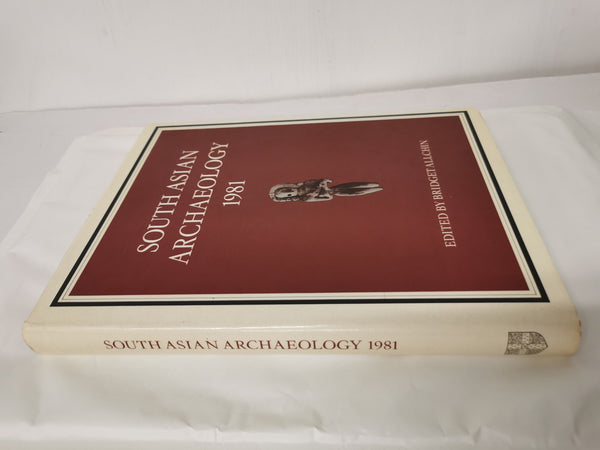 SOUTH ASIAN
ARCHAEOLOGY
1981
EDITED BY BRIDGET ALLCHIN
SOUTH ASIAN ARCHAEOLOGY 1981